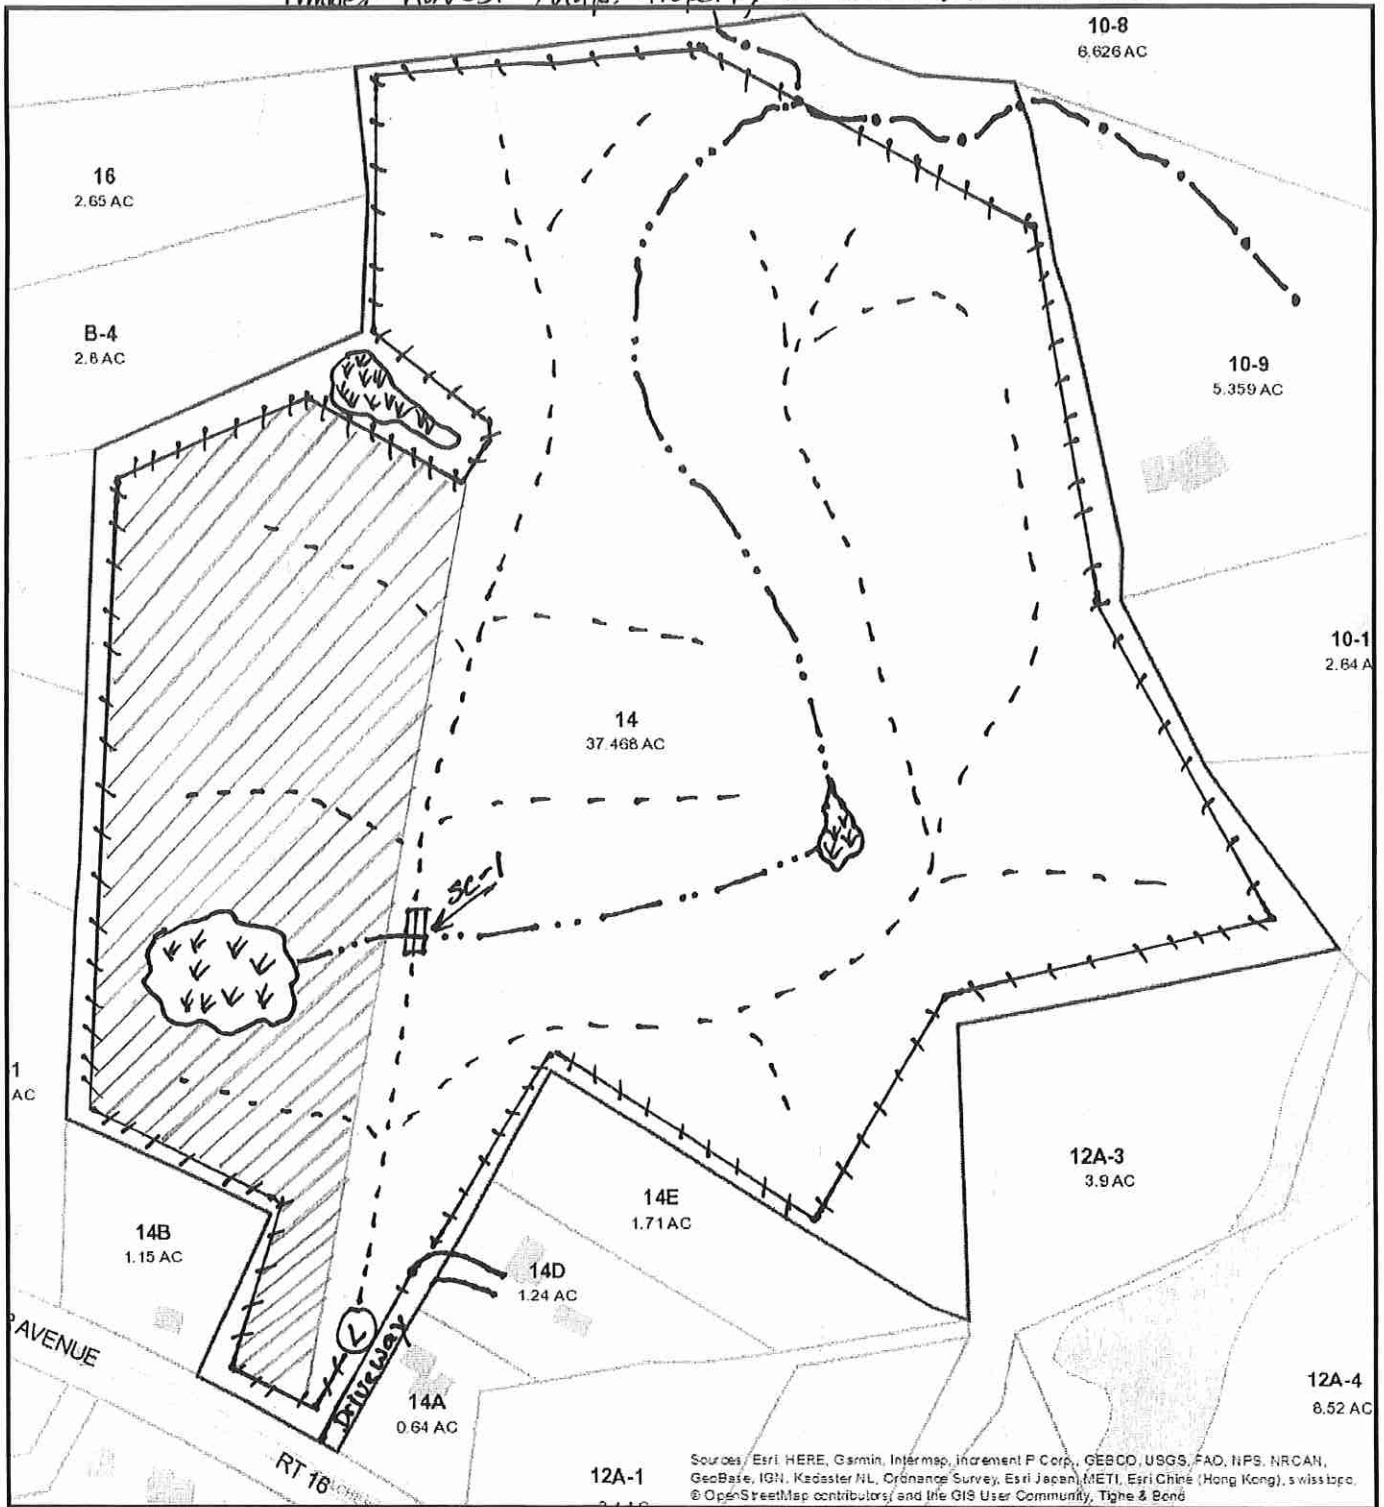 10-8
6.626 AC
16
2.65 AC
B-4
2.8 AC
10-9
5.359 AC
10-1
2.64 A
14
37.468 AC
SC-1
1
AC
12A-3
3.9 AC
14E
1.71 AC
14B
1.15 AC
14D
1.24 AC
L
Driveway
AVENUE
14A
0.64 AC
12A-4
8.52 AC
RT 16
12A-1
Sources: Esri, HERE, Garmin, Intermap, increment P Corp., GEBCO, USGS, FAO, NPS, NRCAN,
GeoBase, IGN, Kadaster NL, Ordnance Survey, Esri Japan, METI, Esri China (Hong Kong), swisstopo,
© OpenStreetMap contributors, and the GIS User Community, Tighe & Bond